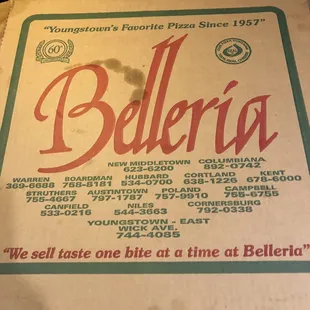 "Youngstown's Favorite Pizza Since 1957"
60
Belleria
NEW MIDDLETOWN COLUMBIANA
623-6200 892-0742
WARREN BOARDMAN HUBBARD CORTLAND KENT
369-6688 758-8181 534-0700 638-1226 678-6000
STRUTHERS AUSTINTOWN POLAND CAMPBELL
755-4667 797-1787 757-9910 755-6755
CANFIELD NILES CORNERSBURG
533-0216 544-3663 792-0338
YOUNGSTOWN - EAST
WICK AVE.
744-4085
"We sell taste one bite at a time at Belleria"